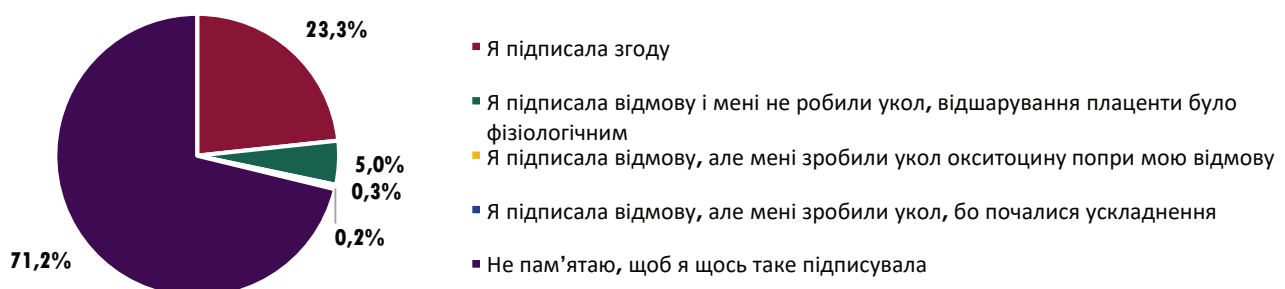 23,3%
5,0%
0,3%
0,2%
71,2%
Я підписала згоду
Я підписала відмову і мені не робили укол, відшарування плаценти було
фізіологічним
Я підписала відмову, але мені зробили укол окситоцину попри мою відмову
Я підписала відмову, але мені зробили укол, бо почалися ускладнення
Не пам’ятаю, щоб я щось таке підписувала